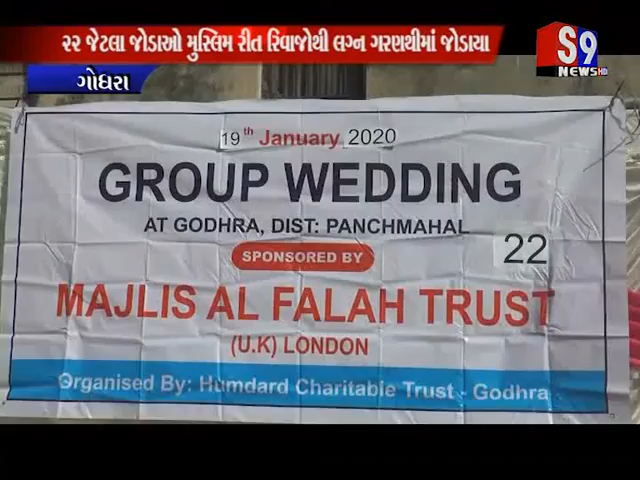 ૨૨ જેટલા જોડાઓ મુસ્લિમ રીત રિવાજોથી લગ્ન ગરણથીમાં જોડાયા
S9
NEWS HD
ગોધરા
19th January 2020
GROUP WEDDING
AT GODHRA, DIST: PANCHMAHAL
SPONSORED BY
22
MAJLIS AL FALAH TRUST
(U.K) LONDON
Organised By: Humdard Charitable Trust - Godhra